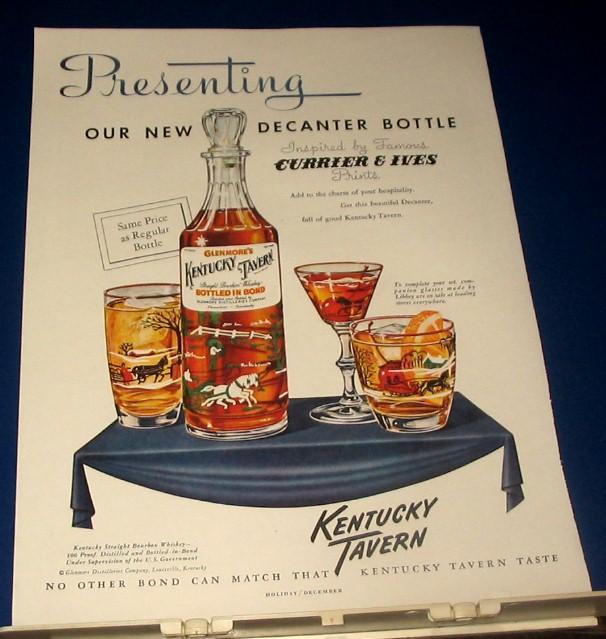 Presenting
OUR NEW DECANTER BOTTLE
Inspired by Famous
CURRIER & IVES
Prints
Add to the charm of your hospitality.
Get this beautiful Decanter,
full of good Kentucky Tavern.
Same Price
as Regular
Bottle
GLENMORE'S
KENTUCKY TAVERN
Straight Bourbon Whiskey
BOTTLED IN BOND
GLENMORE DISTILLERIES COMPANY
To complete your set, com-
panion glasses made by
Libbey are on sale at leading
stores everywhere.
KENTUCKY
TAVERN
Kentucky Straight Bourbon Whiskey—
100 Proof. Distilled and Bottled-in-Bond
Under Supervision of the U.S. Government
© Glenmore Distilleries Company, Louisville, Kentucky
NO OTHER BOND CAN MATCH THAT KENTUCKY TAVERN TASTE
HOLIDAY/DECEMBER